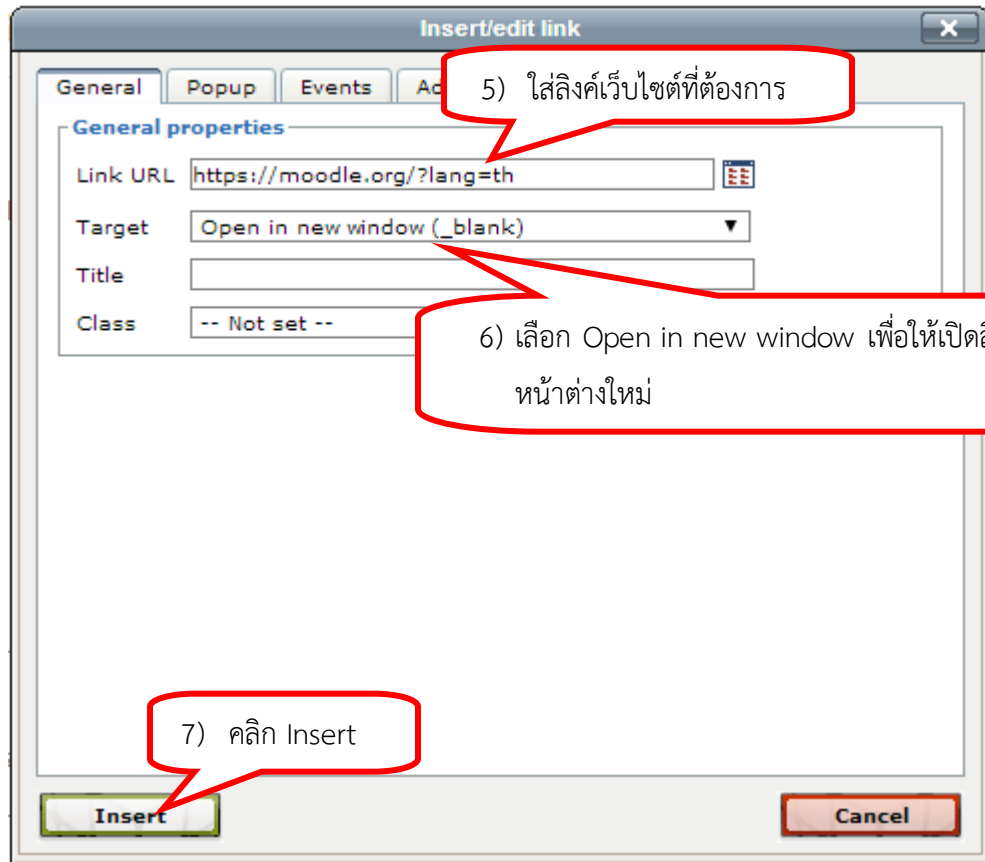 Insert/edit link
General Popup Events
5) ใส่ลิงค์เว็บไซต์ที่ต้องการ
General properties
Link URL https://moodle.org/?lang=th
Target Open in new window (_blank)
Title
Class -- Not set --
6) เลือก Open in new window เพื่อให้เปิด
หน้าต่างใหม่
7) คลิก Insert
Insert Cancel